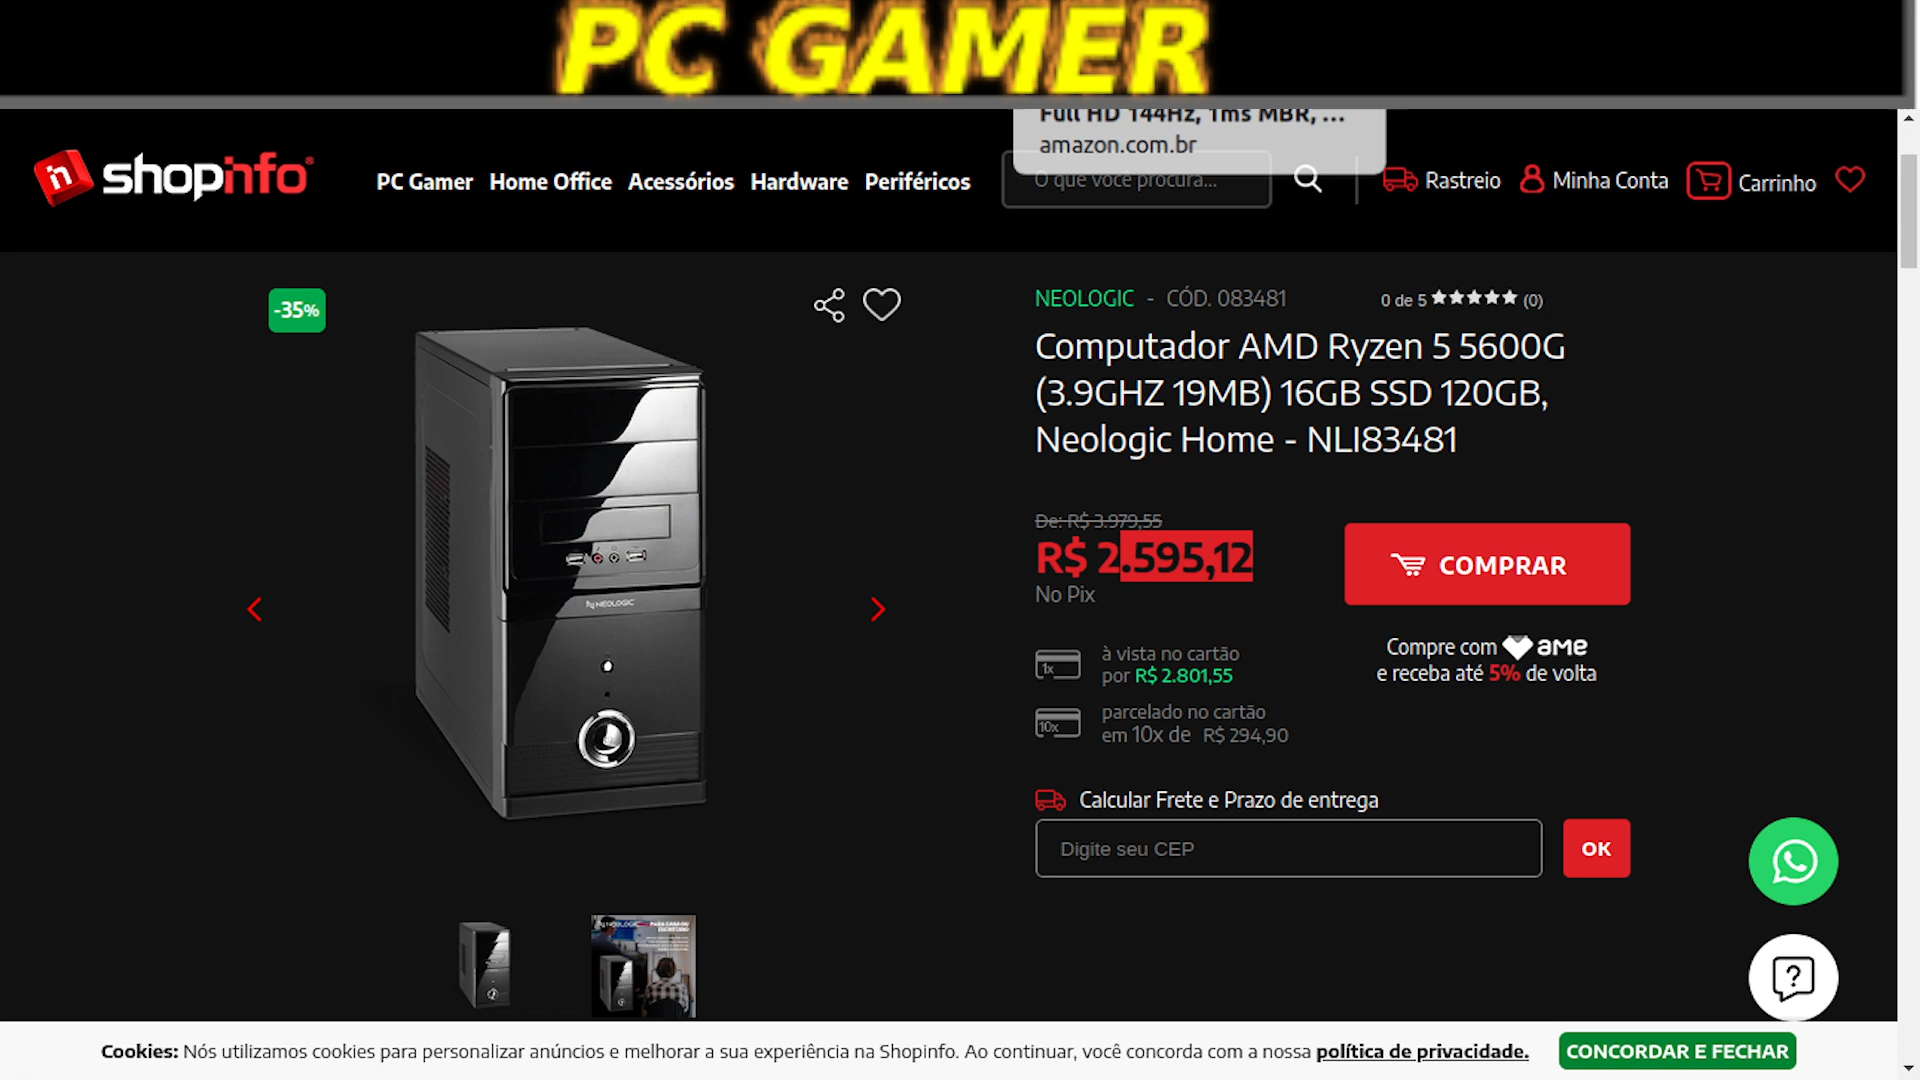 PC GAMER
Full HD 144Hz, 1ms MBR, ...
amazon.com.br
shopinfo
PC Gamer Home Office Acessórios Hardware Periféricos
O que você procura...
Rastreio Minha Conta Carrinho
-35%
NEOLOGIC - CÓD. 083481
0 de 5 (0)
Computador AMD Ryzen 5 5600G
(3.9GHZ 19MB) 16GB SSD 120GB,
Neologic Home - NLI83481
De: R$ 3.979,55
R$ 2.595,12
No Pix
COMPRAR
Compre com ame
e receba até 5% de volta
1x
à vista no cartão
por R$ 2.801,55
10x
parcelado no cartão
em 10x de R$ 294,90
Calcular Frete e Prazo de entrega
Digite seu CEP
OK
NEOLOGIC
NEOLOGIC
Cookies: Nós utilizamos cookies para personalizar anúncios e melhorar a sua experiência na Shopinfo. Ao continuar, você concorda com a nossa política de privacidade.
CONCORDAR E FECHAR